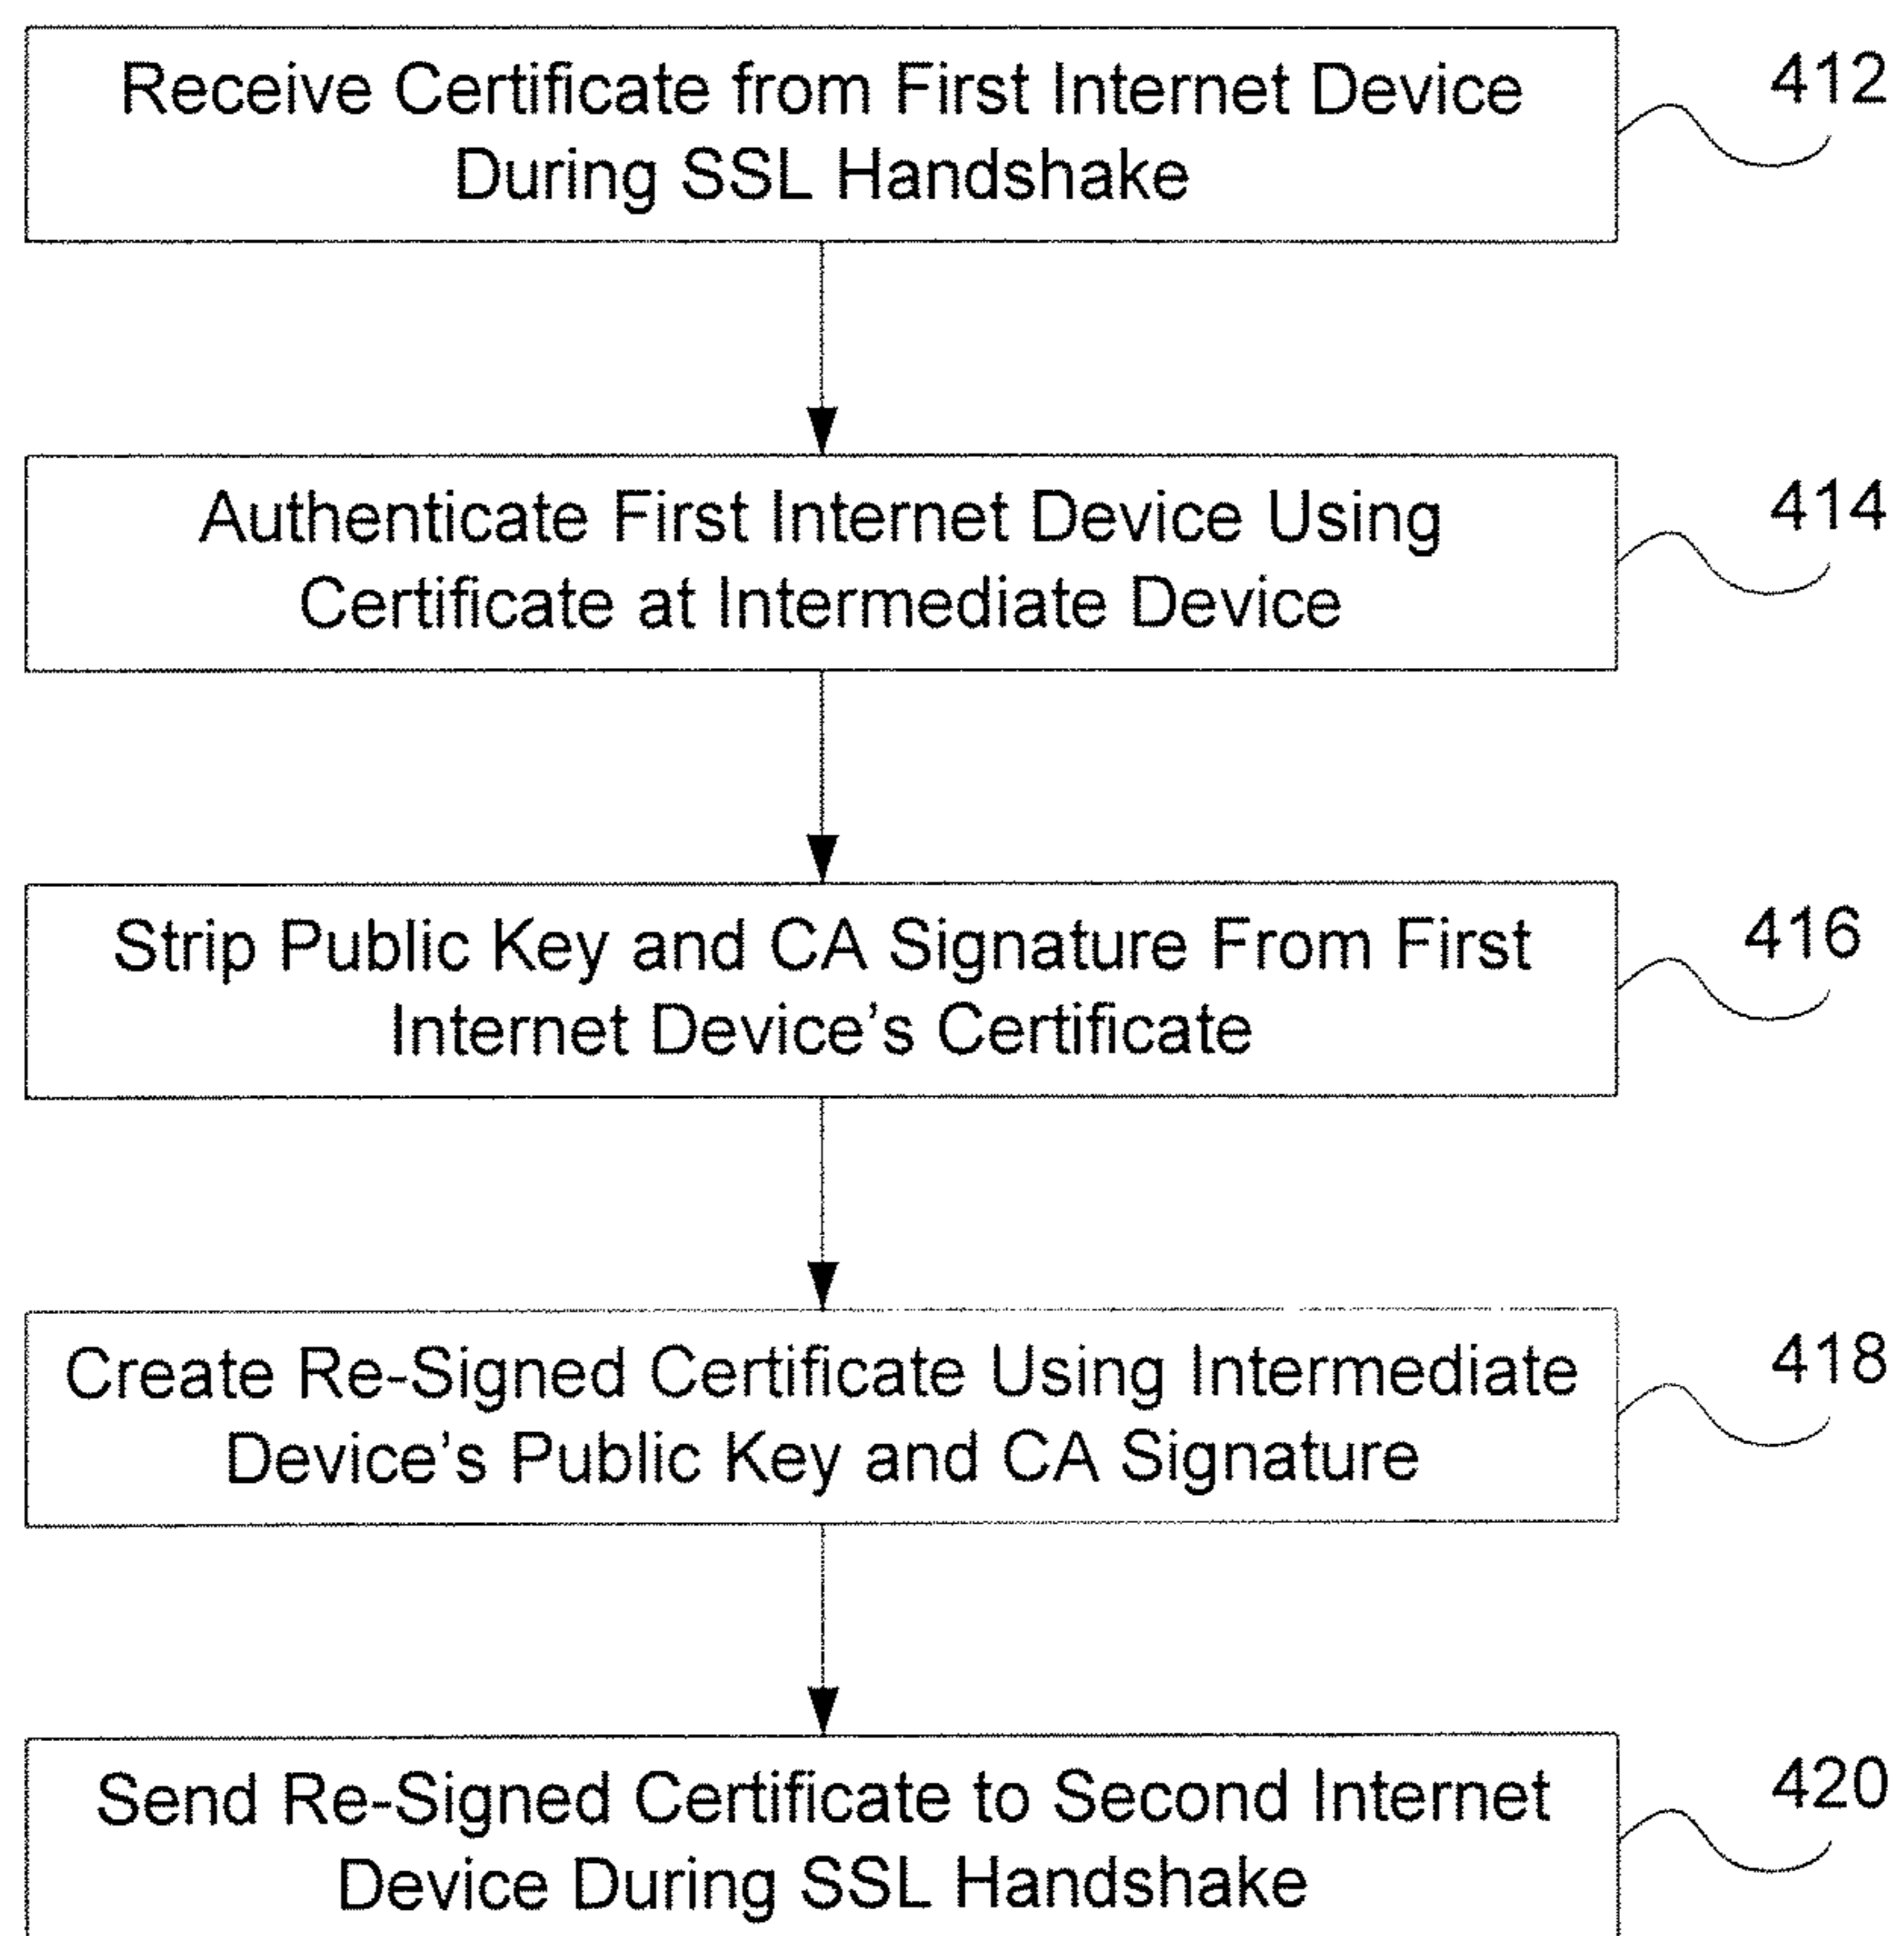 Receive Certificate from First Internet Device
During SSL Handshake
412
Authenticate First Internet Device Using
Certificate at Intermediate Device
414
Strip Public Key and CA Signature From First
Internet Device’s Certificate
416
Create Re-Signed Certificate Using Intermediate
Device’s Public Key and CA Signature
418
Send Re-Signed Certificate to Second Internet
Device During SSL Handshake
420